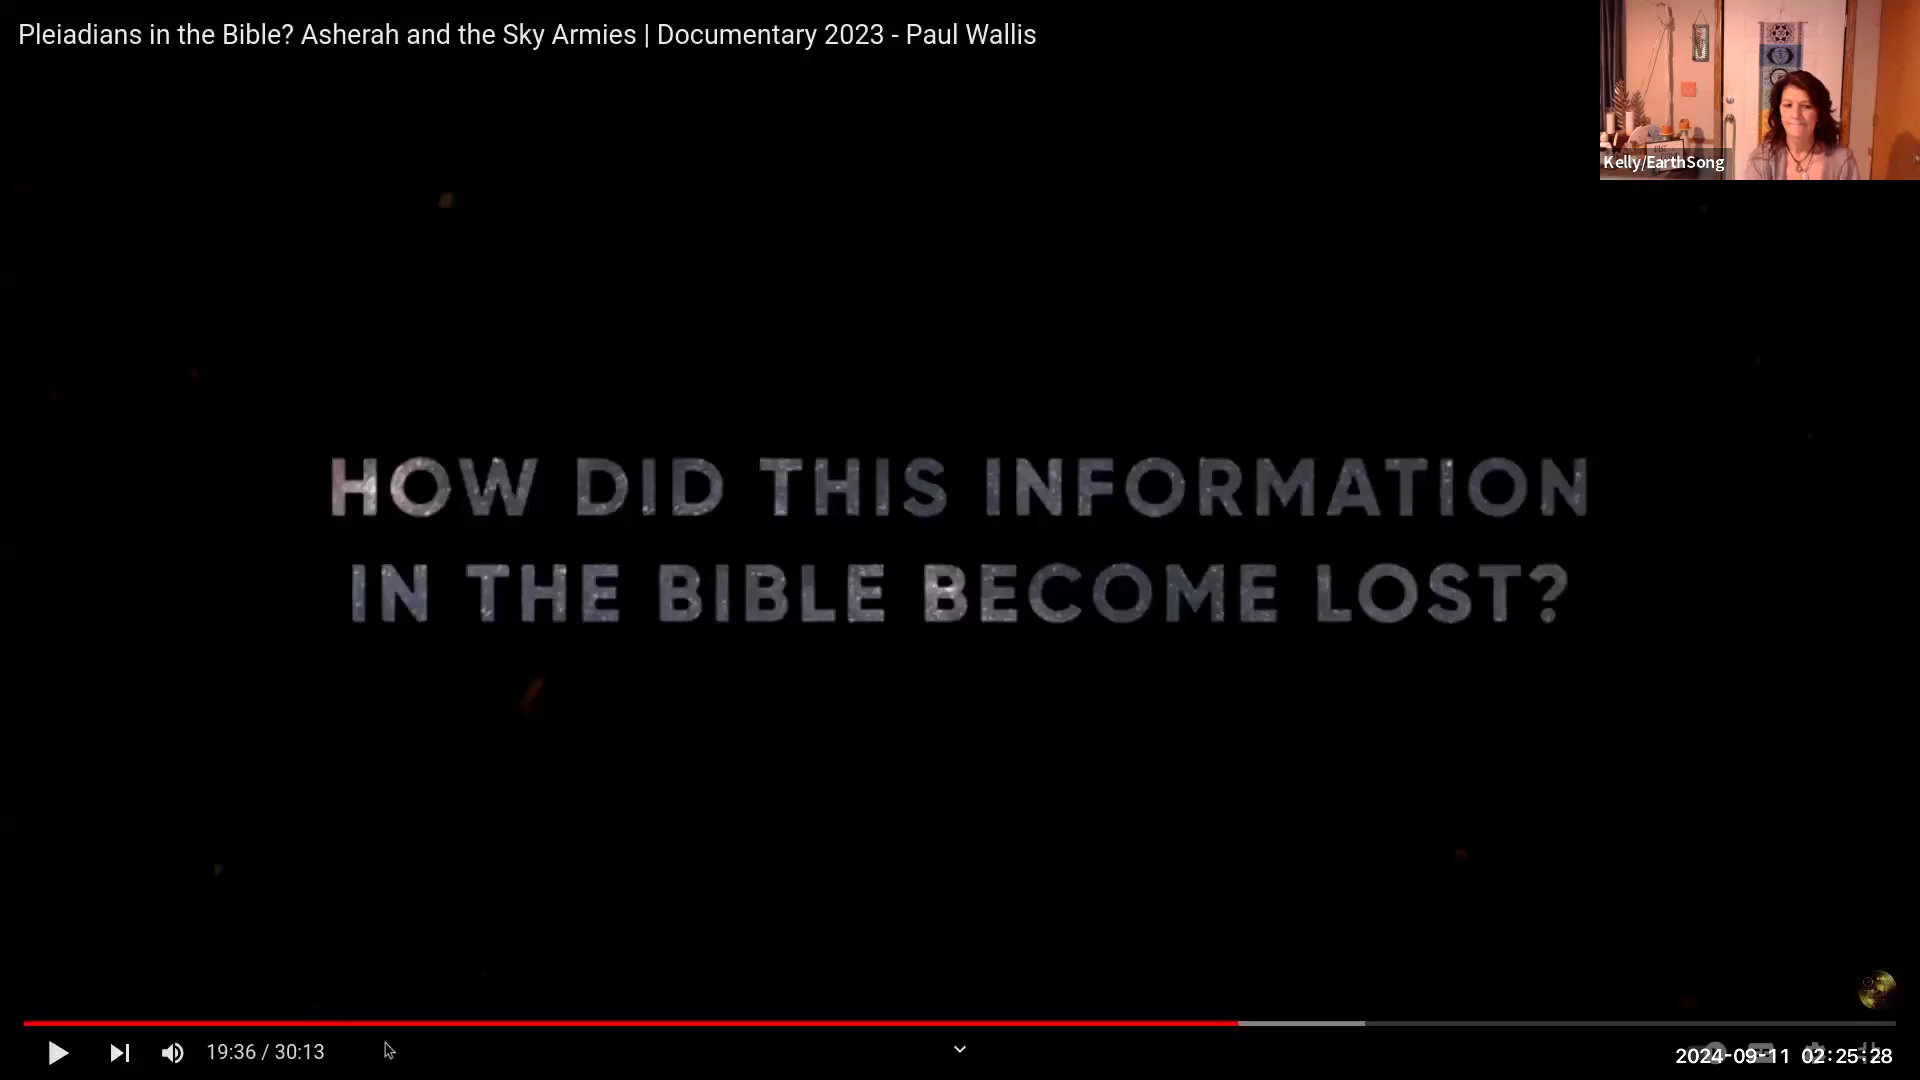 Pleiadians in the Bible? Asherah and the Sky Armies | Documentary 2023 - Paul Wallis
Kelly/EarthSong
HOW DID THIS INFORMATION
IN THE BIBLE BECOME LOST?
19:36 / 30:13
2024-09-11 02:25:28